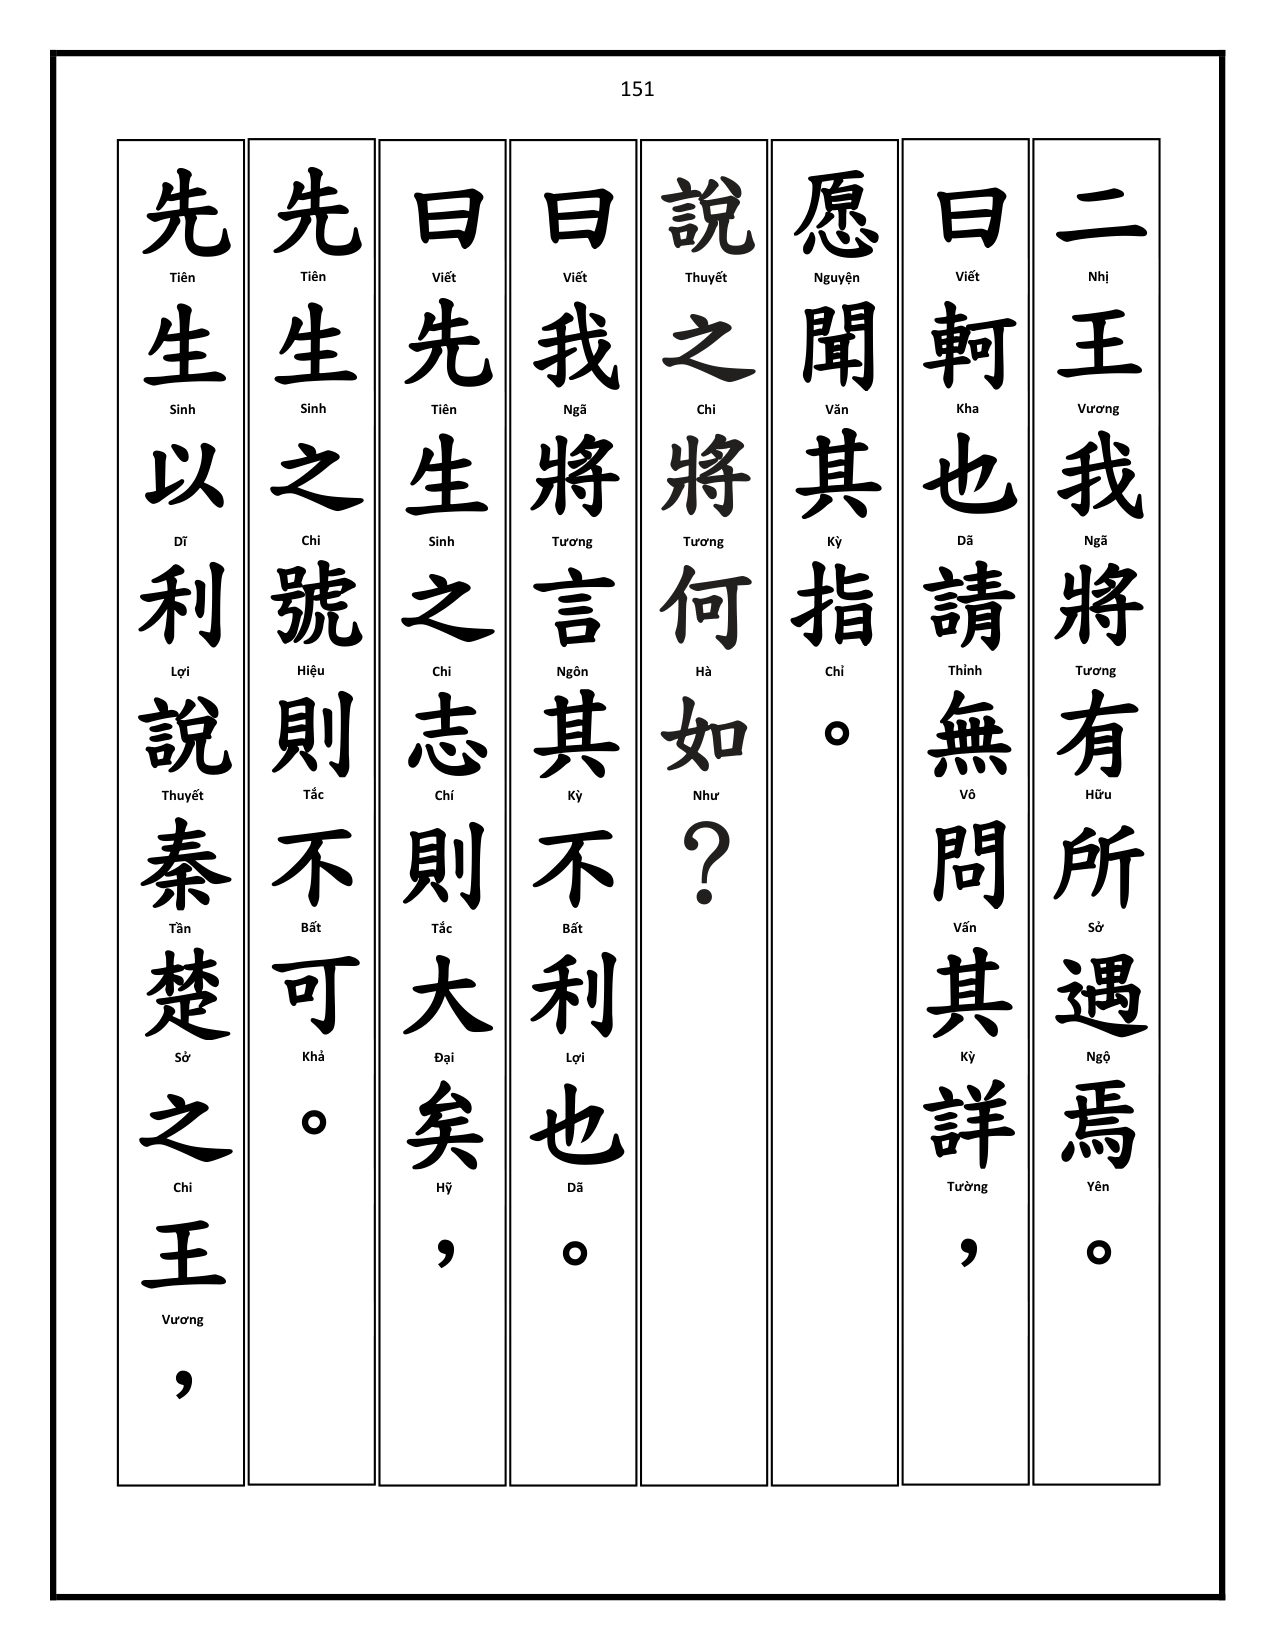 151
二王我將有所遇焉。
Nhị Vương Ngã Tương Hữu Sở Ngộ Yên
曰軻也請無問其詳，
Viết Kha Dã Thỉnh Vô Vấn Kỳ Tường
愿聞其指。
Nguyện Văn Kỳ Chỉ
說之將何如？
Thuyết Chi Tương Hà Như
曰我將言其不利也。
Viết Ngã Tương Ngôn Kỳ Bất Lợi Dã
曰先生之志則大矣，
Viết Tiên Sinh Chi Chí Tắc Đại Hỹ
先生之號則不可。
Tiên Sinh Chi Hiệu Tắc Bất Khả
先生以利說秦楚之王，
Tiên Sinh Dĩ Lợi Thuyết Tần Sở Chi Vương